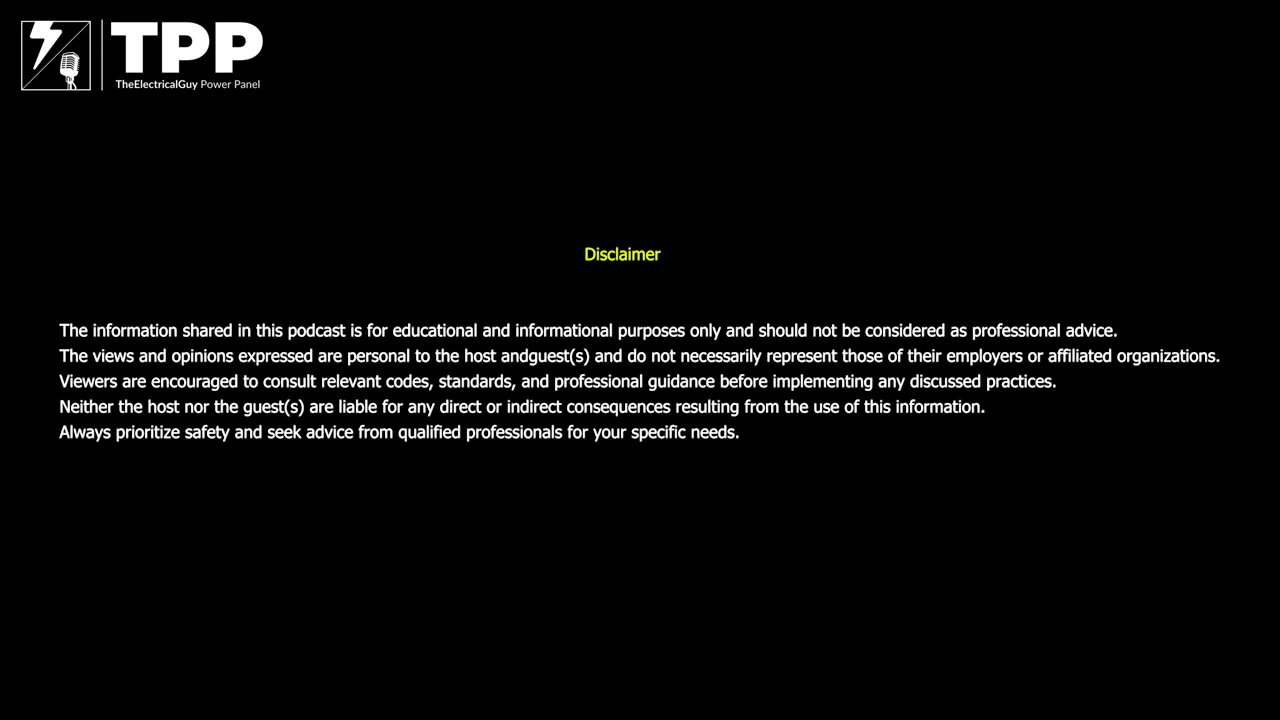 TPP
TheElectricalGuy Power Panel
Disclaimer
The information shared in this podcast is for educational and informational purposes only and should not be considered as professional advice.
The views and opinions expressed are personal to the host andguest(s) and do not necessarily represent those of their employers or affiliated organizations.
Viewers are encouraged to consult relevant codes, standards, and professional guidance before implementing any discussed practices.
Neither the host nor the guest(s) are liable for any direct or indirect consequences resulting from the use of this information.
Always prioritize safety and seek advice from qualified professionals for your specific needs.